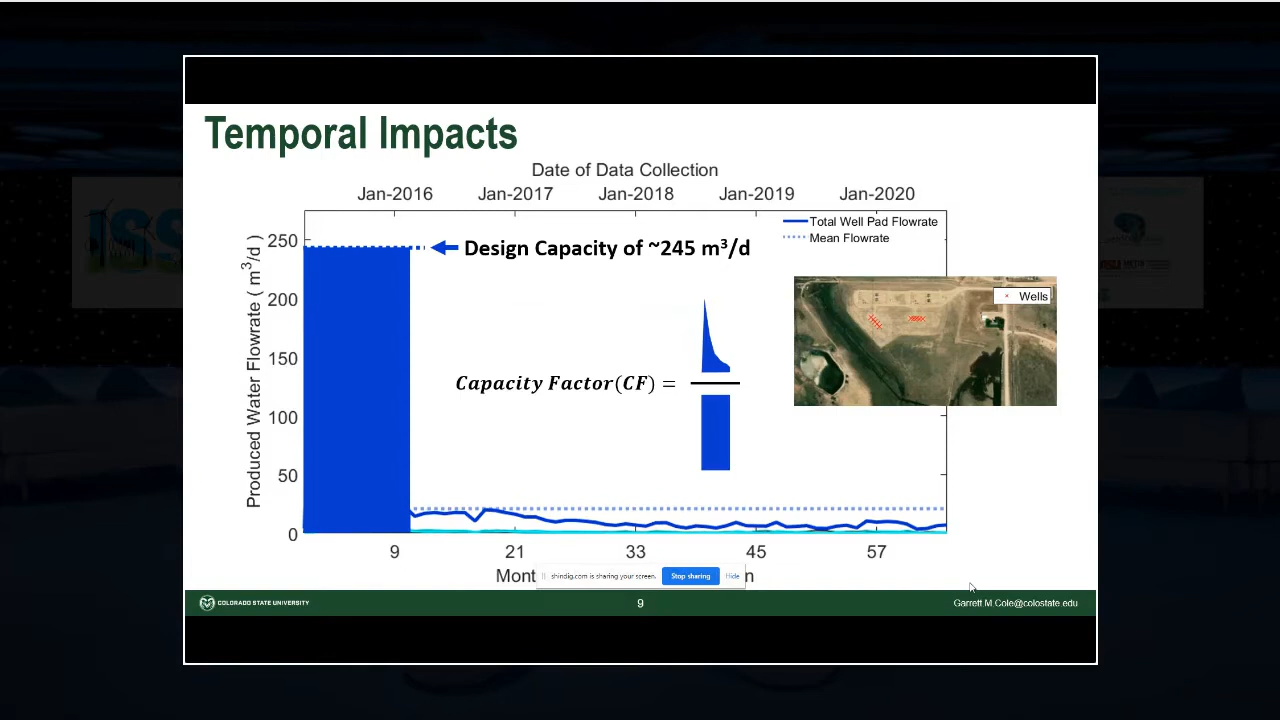 Temporal Impacts
Date of Data Collection
Jan-2016 Jan-2017 Jan-2018 Jan-2019 Jan-2020
Total Well Pad Flowrate
Mean Flowrate
Design Capacity of ~245 m³/d
Produced Water Flowrate ( m³/d )
250
200
150
100
50
0
Wells
Capacity Factor(CF) =
9 21 33 45 57
Mont
n
shindig.com is sharing your screen. Stop sharing Hide
COLORADO STATE UNIVERSITY
9
Garrett.M.Cole@colostate.edu
ISS